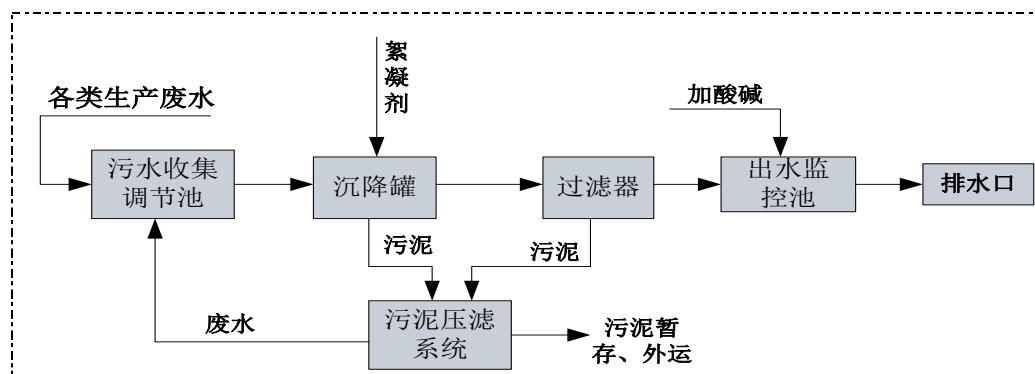 絮
凝
剂
各类生产废水
加酸碱
污水收集
调节池
沉降罐
过滤器
出水监
控池
排水口
污泥
污泥
废水
污泥压滤
系统
污泥暂
存、外运